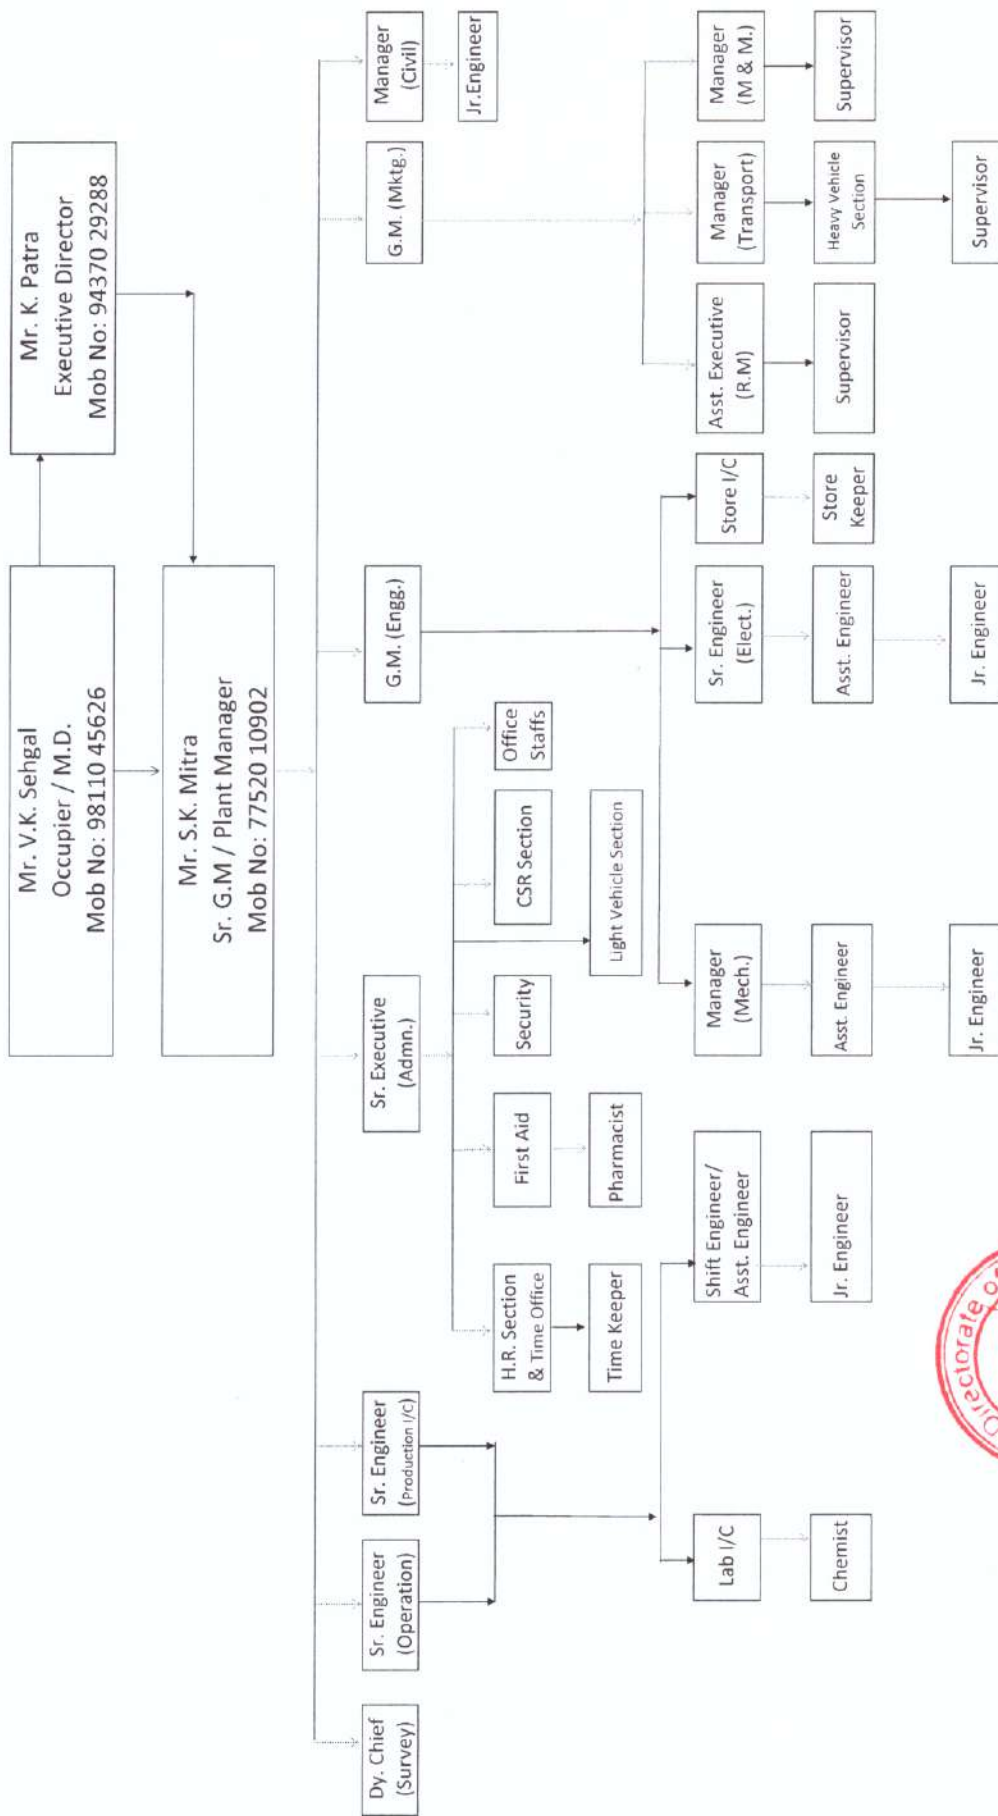 Mr. V.K. Sehgal
Occupier / M.D.
Mob No: 98110 45626
Mr. K. Patra
Executive Director
Mob No: 94370 29288
Mr. S.K. Mitra
Sr. G.M / Plant Manager
Mob No: 77520 10902
Dy. Chief
(Survey)
Sr. Engineer
(Operation)
Sr. Engineer
(Production I/C)
Sr. Executive
(Admn.)
G.M. (Engg.)
G.M. (Mktg.)
Manager
(Civil)
Jr.Engineer
H.R. Section
& Time Office
First Aid
Security
CSR Section
Office
Staffs
Time Keeper
Pharmacist
Light Vehicle Section
Lab I/C
Shift Engineer/
Asst. Engineer
Manager
(Mech.)
Sr. Engineer
(Elect.)
Store I/C
Asst. Executive
(R.M)
Manager
(Transport)
Manager
(M & M.)
Chemist
Jr. Engineer
Asst. Engineer
Asst. Engineer
Store
Keeper
Supervisor
Heavy Vehicle
Section
Supervisor
Jr. Engineer
Jr. Engineer
Supervisor
Directorate